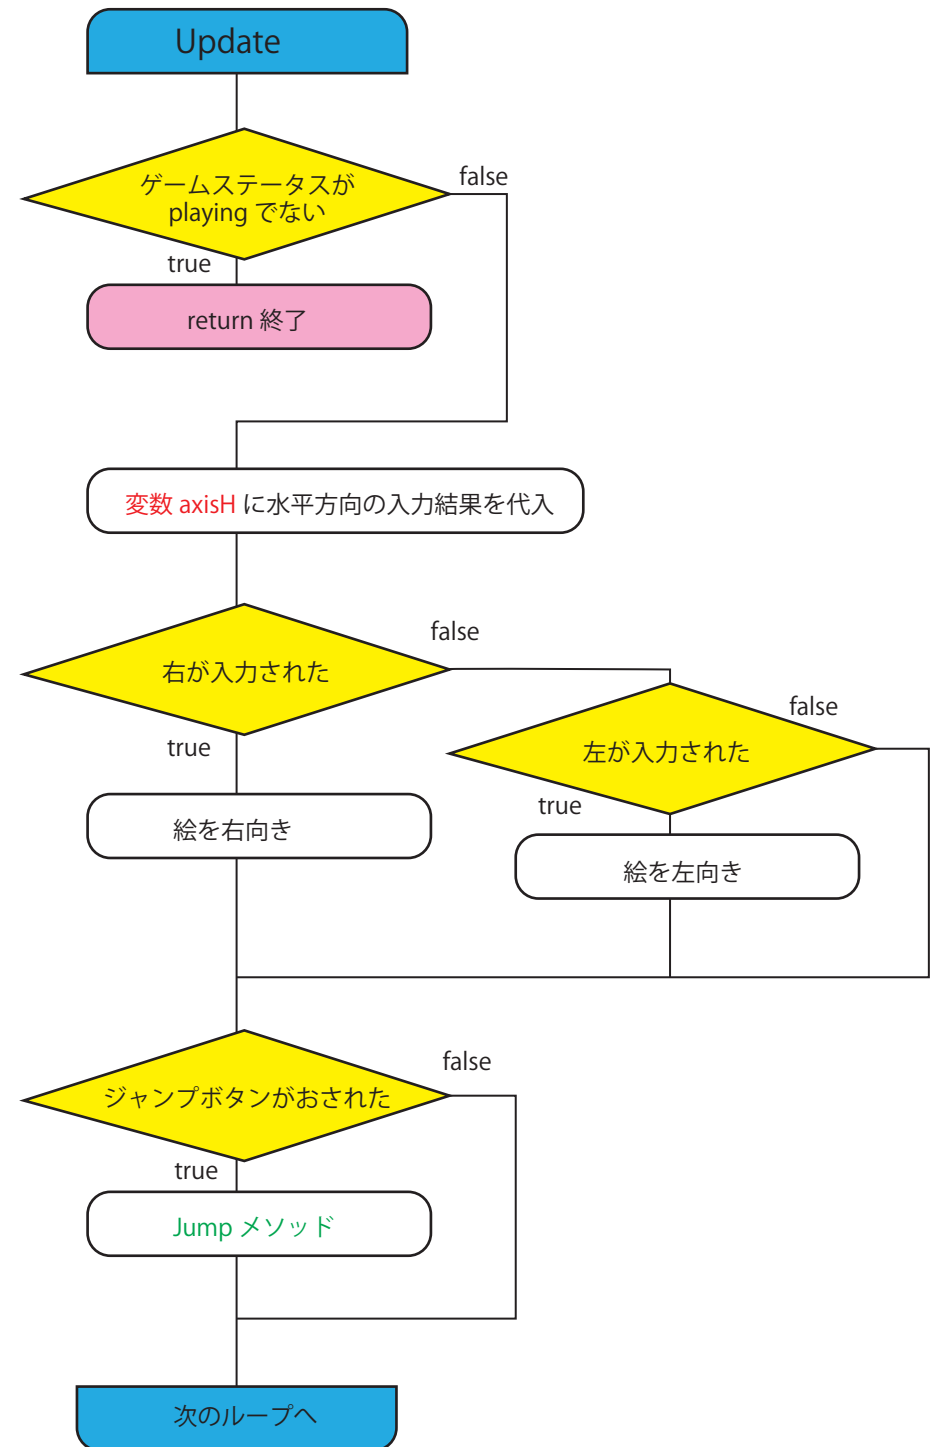 Update
ゲームステータスが
playing でない
false
true
return 終了
変数 axisH に水平方向の入力結果を代入
右が入力された
false
true
左が入力された
false
true
絵を右向き
絵を左向き
ジャンプボタンがおされた
false
true
Jump メソッド
次のループへ